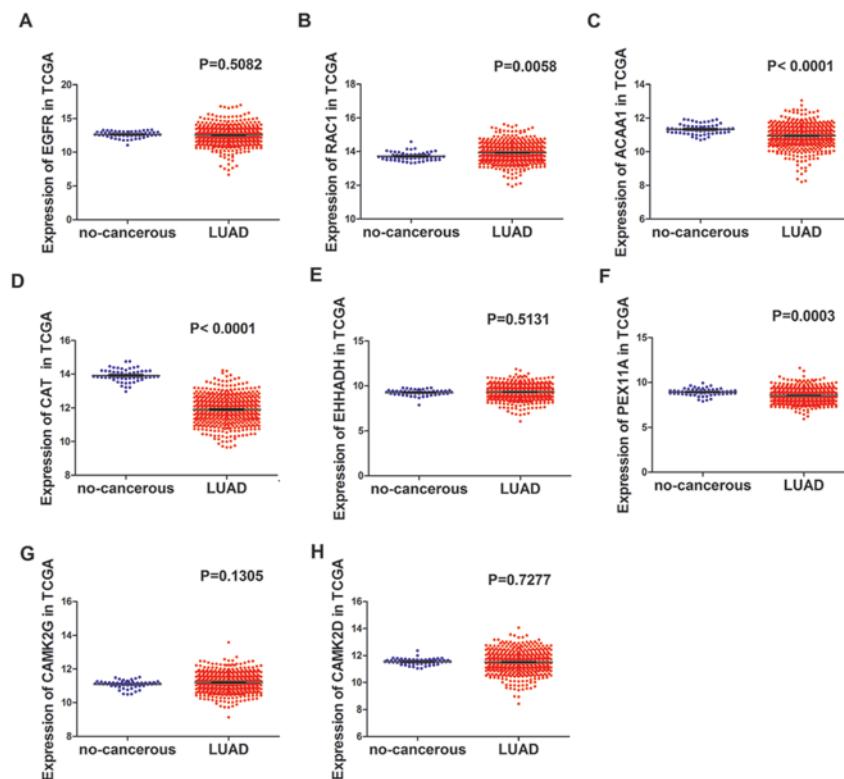 A
P=0.5082
Expression of EGFR in TCGA
20
15
10
5
0
no-cancerous LUAD
B
P=0.0058
Expression of RAC1 in TCGA
18
16
14
12
10
no-cancerous LUAD
C
P< 0.0001
Expression of ACAA1 in TCGA
14
12
10
8
6
no-cancerous LUAD
D
P< 0.0001
Expression of CAT in TCGA
16
14
12
10
8
no-cancerous LUAD
E
P=0.5131
Expression of EHHADH in TCGA
15
10
5
0
no-cancerous LUAD
F
P=0.0003
Expression of PEX11A in TCGA
15
10
5
0
no-cancerous LUAD
G
P=0.1305
Expression of CAMK2G in TCGA
16
14
12
10
8
no-cancerous LUAD
H
P=0.7277
Expression of CAMK2D in TCGA
16
14
12
10
8
6
no-cancerous LUAD